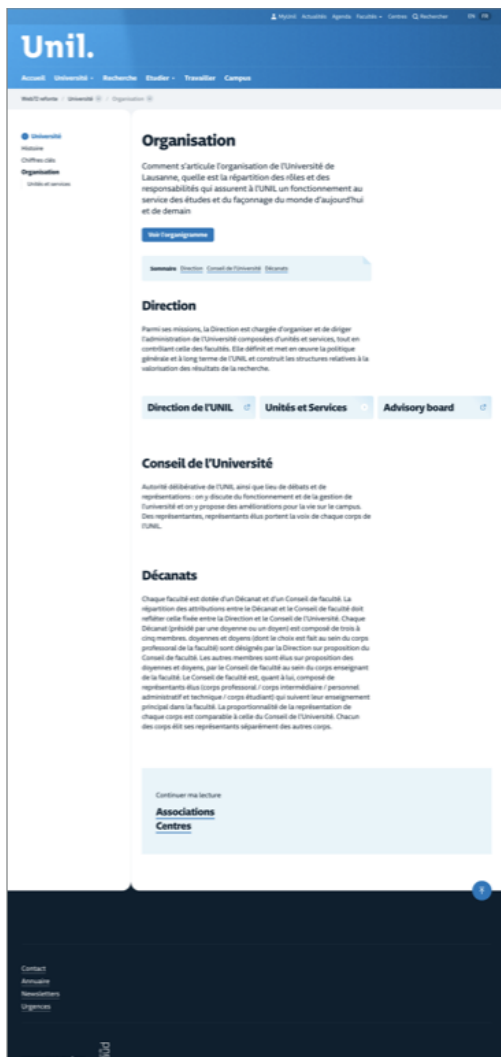 MyUnil Actualités Agenda Facultés Centres Rechercher EN FR
Unil.
Accueil Université Recherche Etudier Travailler Campus
Université / Organisation
Université
Histoire
Chiffres clés
Organisation
Unités et services
Organisation
Comment s'articule l'organisation de l'Université de
Lausanne, quelle est la répartition des rôles et des
responsabilités qui assurent à l'UNIL un fonctionnement au
service des études et du façonnage du monde d'aujourd'hui
et de demain
Voir l'organigramme
Sommaire Direction Conseil de l'Université Décanats
Direction
Parmi ses missions, la Direction est chargée d'organiser et de diriger
l'administration de l'Université composées d'unités et services, tout en
contrôlant celle des facultés. Elle définit et met en œuvre la politique
générale et à long terme de l'UNIL et construit les structures relatives à la
valorisation des résultats de la recherche.
Direction de l'UNIL Unités et Services Advisory board
Conseil de l'Université
Autorité délibérative de l'UNIL ainsi que lieu de débats et de
représentations : on y discute du fonctionnement et de la gestion de
l'université et on y propose des améliorations pour la vie sur le campus.
Des représentantes, représentants élus portent la voix de chaque corps de
l'UNIL.
Décanats
Chaque faculté est dotée d'un Décanat et d'un Conseil de faculté. La
répartition des attributions entre le Décanat et le Conseil de faculté doit
refléter celle fixée entre la Direction et le Conseil de l'Université. Chaque
Décanat (présidé par une doyenne ou un doyen) est composé de trois à
cinq membres. doyennes et doyens (dont le choix est fait au sein du corps
professoral de la faculté) sont désignés par la Direction sur proposition du
Conseil de faculté. Les autres membres sont élus sur proposition des
doyennes et doyens, par le Conseil de faculté au sein du corps enseignant
de la faculté. Le Conseil de faculté est, quant à lui, composé de
représentants élus (corps professoral / corps intermédiaire / personnel
administratif et technique / corps étudiant) qui suivent leur enseignement
principal dans la faculté. La proportionnalité de la représentation de
chaque corps est comparable à celle du Conseil de l'Université. Chacun
des corps élit ses représentants séparément des autres corps.
Continuer ma lecture
Associations
Centres
Contact
Annuaire
Newsletters
Urgences